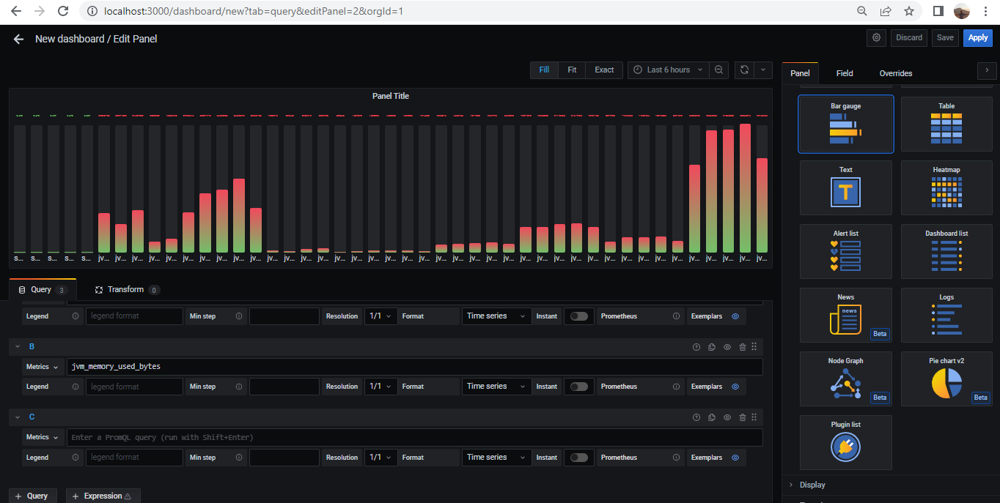 localhost:3000/dashboard/new?tab=query&editPanel=2&orgId=1
New dashboard / Edit Panel
Discard Save Apply
Fill Fit Exact Last 6 hours
Panel Field Overrides
Panel Title
s... s... s... s... s... jv... jv... jv... jv... jv... jv... jv... jv... jv... jv... jv... jv... jv... jv... jv... jv... jv... jv... jv... jv... jv... jv... jv... jv... jv... jv... jv... jv... jv... jv... jv... jv... jv... jv... jv... jv... jv... jv... jv... jv...
Query 3 Transform 0
Legend legend format Min step Resolution 1/1 Format Time series Instant Prometheus Exemplars
B
Metrics jvm_memory_used_bytes
Legend legend format Min step Resolution 1/1 Format Time series Instant Prometheus Exemplars
C
Metrics Enter a PromQL query (run with Shift+Enter)
Legend legend format Min step Resolution 1/1 Format Time series Instant Prometheus Exemplars
+ Query + Expression
Bar gauge Table
Text Heatmap
T
Alert list Dashboard list
News Logs
news
Beta
Node Graph Pie chart v2
Beta Beta
Plugin list
Display